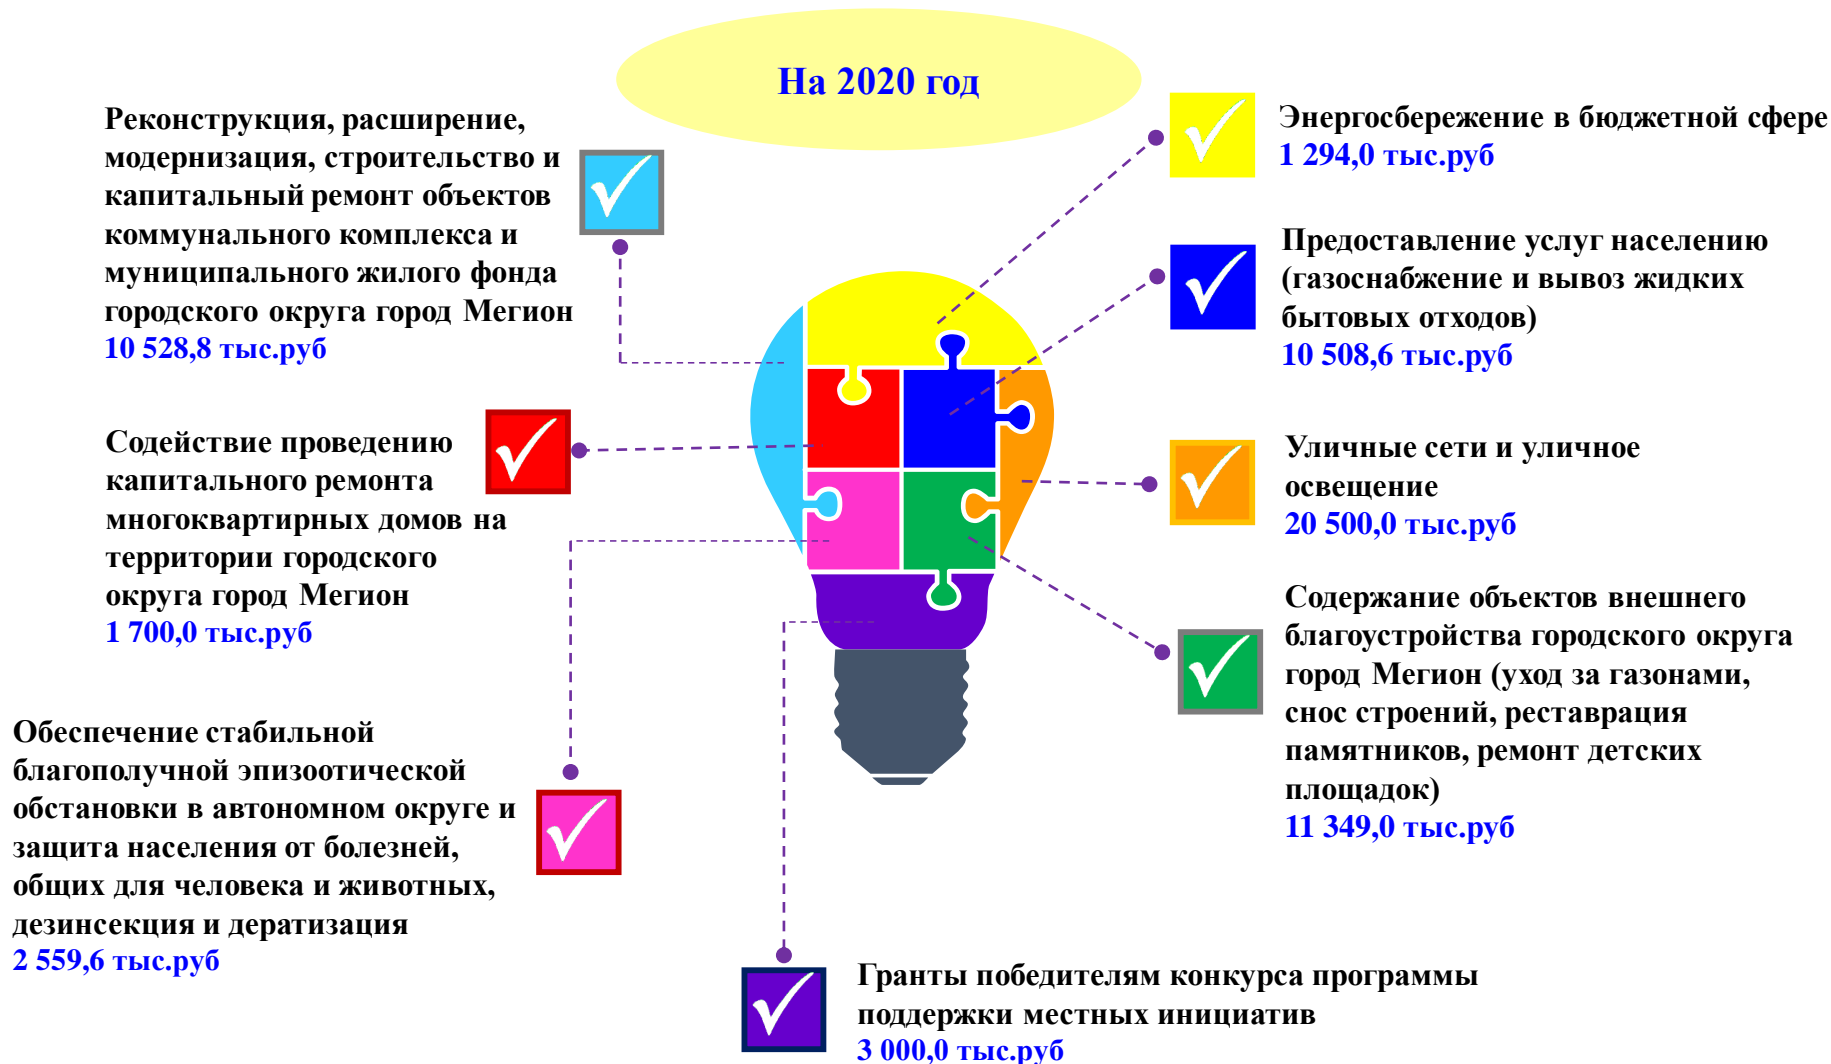 На 2020 год
Реконструкция, расширение,
модернизация, строительство и
капитальный ремонт объектов
коммунального комплекса и
муниципального жилого фонда
городского округа город Мегион
10 528,8 тыс.руб
Содействие проведению
капитального ремонта
многоквартирных домов на
территории городского
округа город Мегион
1 700,0 тыс.руб
Обеспечение стабильной
благополучной эпизоотической
обстановки в автономном округе и
защита населения от болезней,
общих для человека и животных,
дезинсекция и дератизация
2 559,6 тыс.руб
Энергосбережение в бюджетной сфере
1 294,0 тыс.руб
Предоставление услуг населению
(газоснабжение и вывоз жидких
бытовых отходов)
10 508,6 тыс.руб
Уличные сети и уличное
освещение
20 500,0 тыс.руб
Содержание объектов внешнего
благоустройства городского округа
город Мегион (уход за газонами,
снос строений, реставрация
памятников, ремонт детских
площадок)
11 349,0 тыс.руб
Гранты победителям конкурса программы
поддержки местных инициатив
3 000,0 тыс.руб